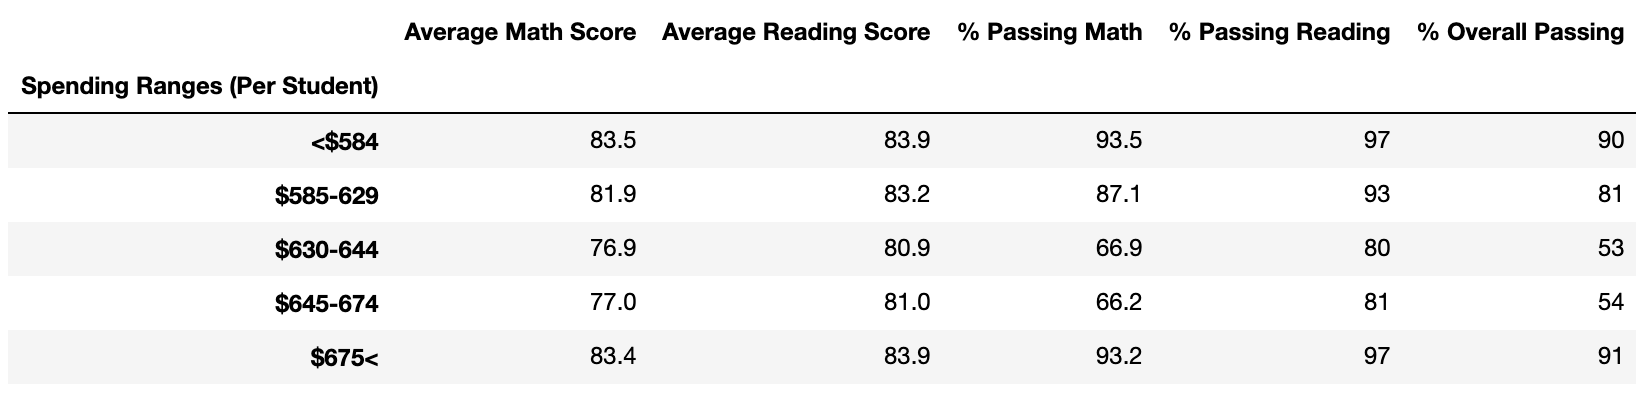 Average Math Score Average Reading Score % Passing Math % Passing Reading % Overall Passing
Spending Ranges (Per Student)
<$584 83.5 83.9 93.5 97 90
$585-629 81.9 83.2 87.1 93 81
$630-644 76.9 80.9 66.9 80 53
$645-674 77.0 81.0 66.2 81 54
$675< 83.4 83.9 93.2 97 91